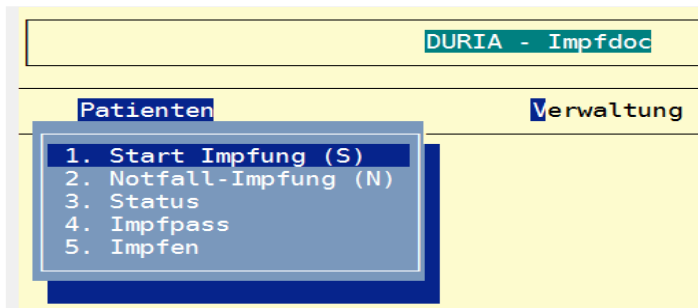 DURIA - Impfdoc
Patienten Verwaltung
1. Start Impfung (S)
2. Notfall-Impfung (N)
3. Status
4. Impfpass
5. Impfen